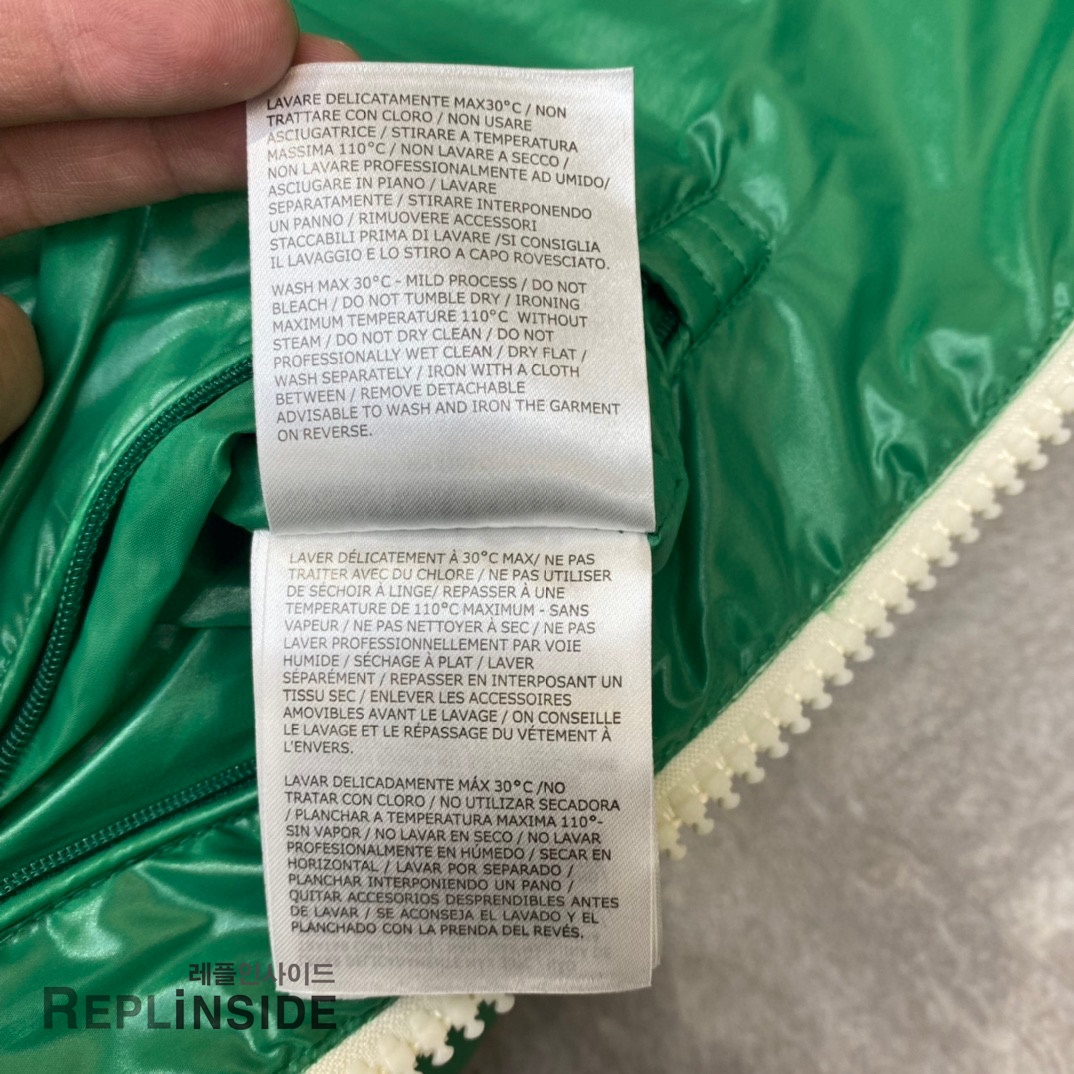 LAVARE DELICATAMENTE MAX30°C / NON
TRATTARE CON CLORO / NON USARE
ASCIUGATRICE / STIRARE A TEMPERATURA
MASSIMA 110°C / NON LAVARE A SECCO /
NON LAVARE PROFESSIONALMENTE AD UMIDO/
ASCIUGARE IN PIANO / LAVARE
SEPARATAMENTE / STIRARE INTERPONENDO
UN PANNO / RIMUOVERE ACCESSORI
STACCABILI PRIMA DI LAVARE /SI CONSIGLIA
IL LAVAGGIO E LO STIRO A CAPO ROVESCIATO.
WASH MAX 30°C - MILD PROCESS / DO NOT
BLEACH / DO NOT TUMBLE DRY / IRONING
MAXIMUM TEMPERATURE 110°C WITHOUT
STEAM / DO NOT DRY CLEAN / DO NOT
PROFESSIONALLY WET CLEAN / DRY FLAT /
WASH SEPARATELY / IRON WITH A CLOTH
BETWEEN / REMOVE DETACHABLE
ADVISABLE TO WASH AND IRON THE GARMENT
ON REVERSE.
LAVER DÉLICATEMENT À 30°C MAX/ NE PAS
TRAITER AVEC DU CHLORE / NE PAS UTILISER
DE SÉCHOIR À LINGE/ REPASSER À UNE
TEMPERATURE DE 110°C MAXIMUM - SANS
VAPEUR / NE PAS NETTOYER À SEC / NE PAS
LAVER PROFESSIONNELLEMENT PAR VOIE
HUMIDE / SÉCHAGE À PLAT / LAVER
SÉPARÉMENT / REPASSER EN INTERPOSANT UN
TISSU SEC / ENLEVER LES ACCESSOIRES
AMOVIBLES AVANT LE LAVAGE / ON CONSEILLE
LE LAVAGE ET LE RÉPASSAGE DU VÉTEMENT À
L'ENVERS.
LAVAR DELICADAMENTE MÁX 30°C /NO
TRATAR CON CLORO / NO UTILIZAR SECADORA
/ PLANCHAR A TEMPERATURA MAXIMA 110°-
SIN VAPOR / NO LAVAR EN SECO / NO LAVAR
PROFESIONALMENTE EN HÚMEDO / SECAR EN
HORIZONTAL / LAVAR POR SEPARADO /
PLANCHAR INTERPONIENDO UN PANO /
QUITAR ACCESORIOS DESPRENDIBLES ANTES
DE LAVAR / SE ACONSEJA EL LAVADO Y EL
PLANCHADO CON LA PRENDA DEL REVÉS.
레플인사이드
REPLINSIDE